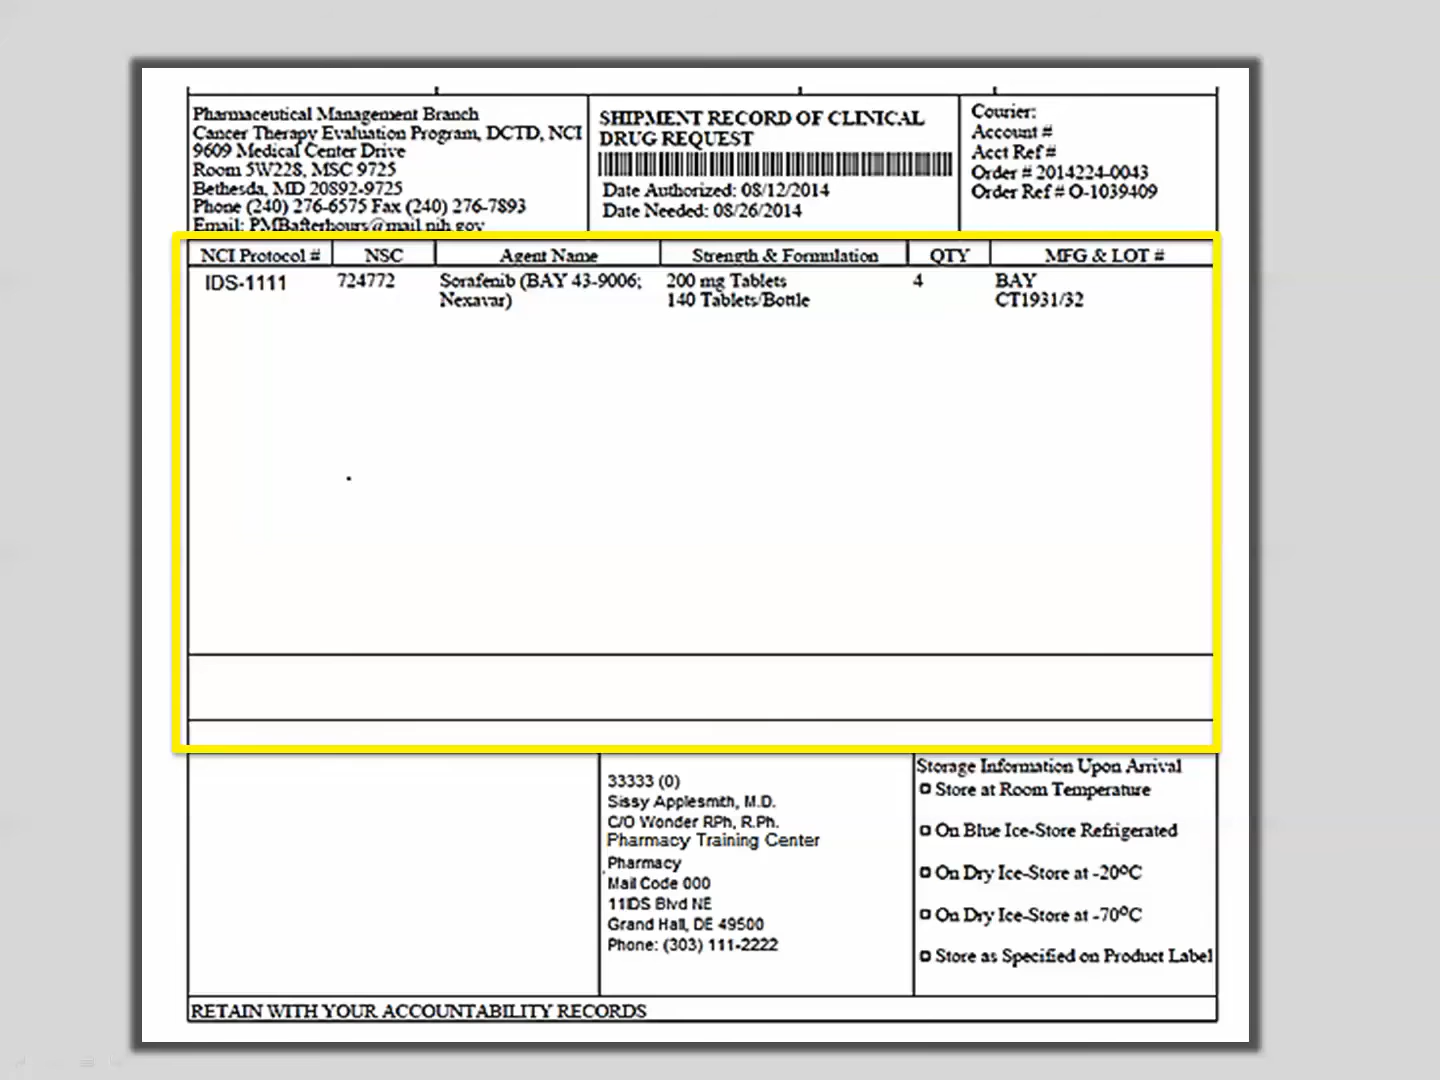 Pharmaceutical Management Branch
Cancer Therapy Evaluation Program, DCTD, NCI
9609 Medical Center Drive
Room 5W228, MSC 9725
Bethesda, MD 20892-9725
Phone (240) 276-6575 Fax (240) 276-7893
Email: PMBafterhours@mail.nih.gov
SHIPMENT RECORD OF CLINICAL
DRUG REQUEST
Date Authorized: 08/12/2014
Date Needed: 08/26/2014
Courier:
Account #
Acct Ref #
Order # 2014224-0043
Order Ref # O-1039409
NCI Protocol # NSC Agent Name Strength & Formulation QTY MFG & LOT #
IDS-1111 724772 Sorafenib (BAY 43-9006; 200 mg Tablets 4 BAY
Nexavar) 140 Tablets/Bottle CT1931/32
33333 (0)
Sissy Applesmith, M.D.
C/O Wonder RPh, R.Ph.
Pharmacy Training Center
Pharmacy
Mail Code 000
11IDS Blvd NE
Grand Hall, DE 49500
Phone: (303) 111-2222
Storage Information Upon Arrival
Store at Room Temperature
On Blue Ice-Store Refrigerated
On Dry Ice-Store at -20°C
On Dry Ice-Store at -70°C
Store as Specified on Product Label
RETAIN WITH YOUR ACCOUNTABILITY RECORDS